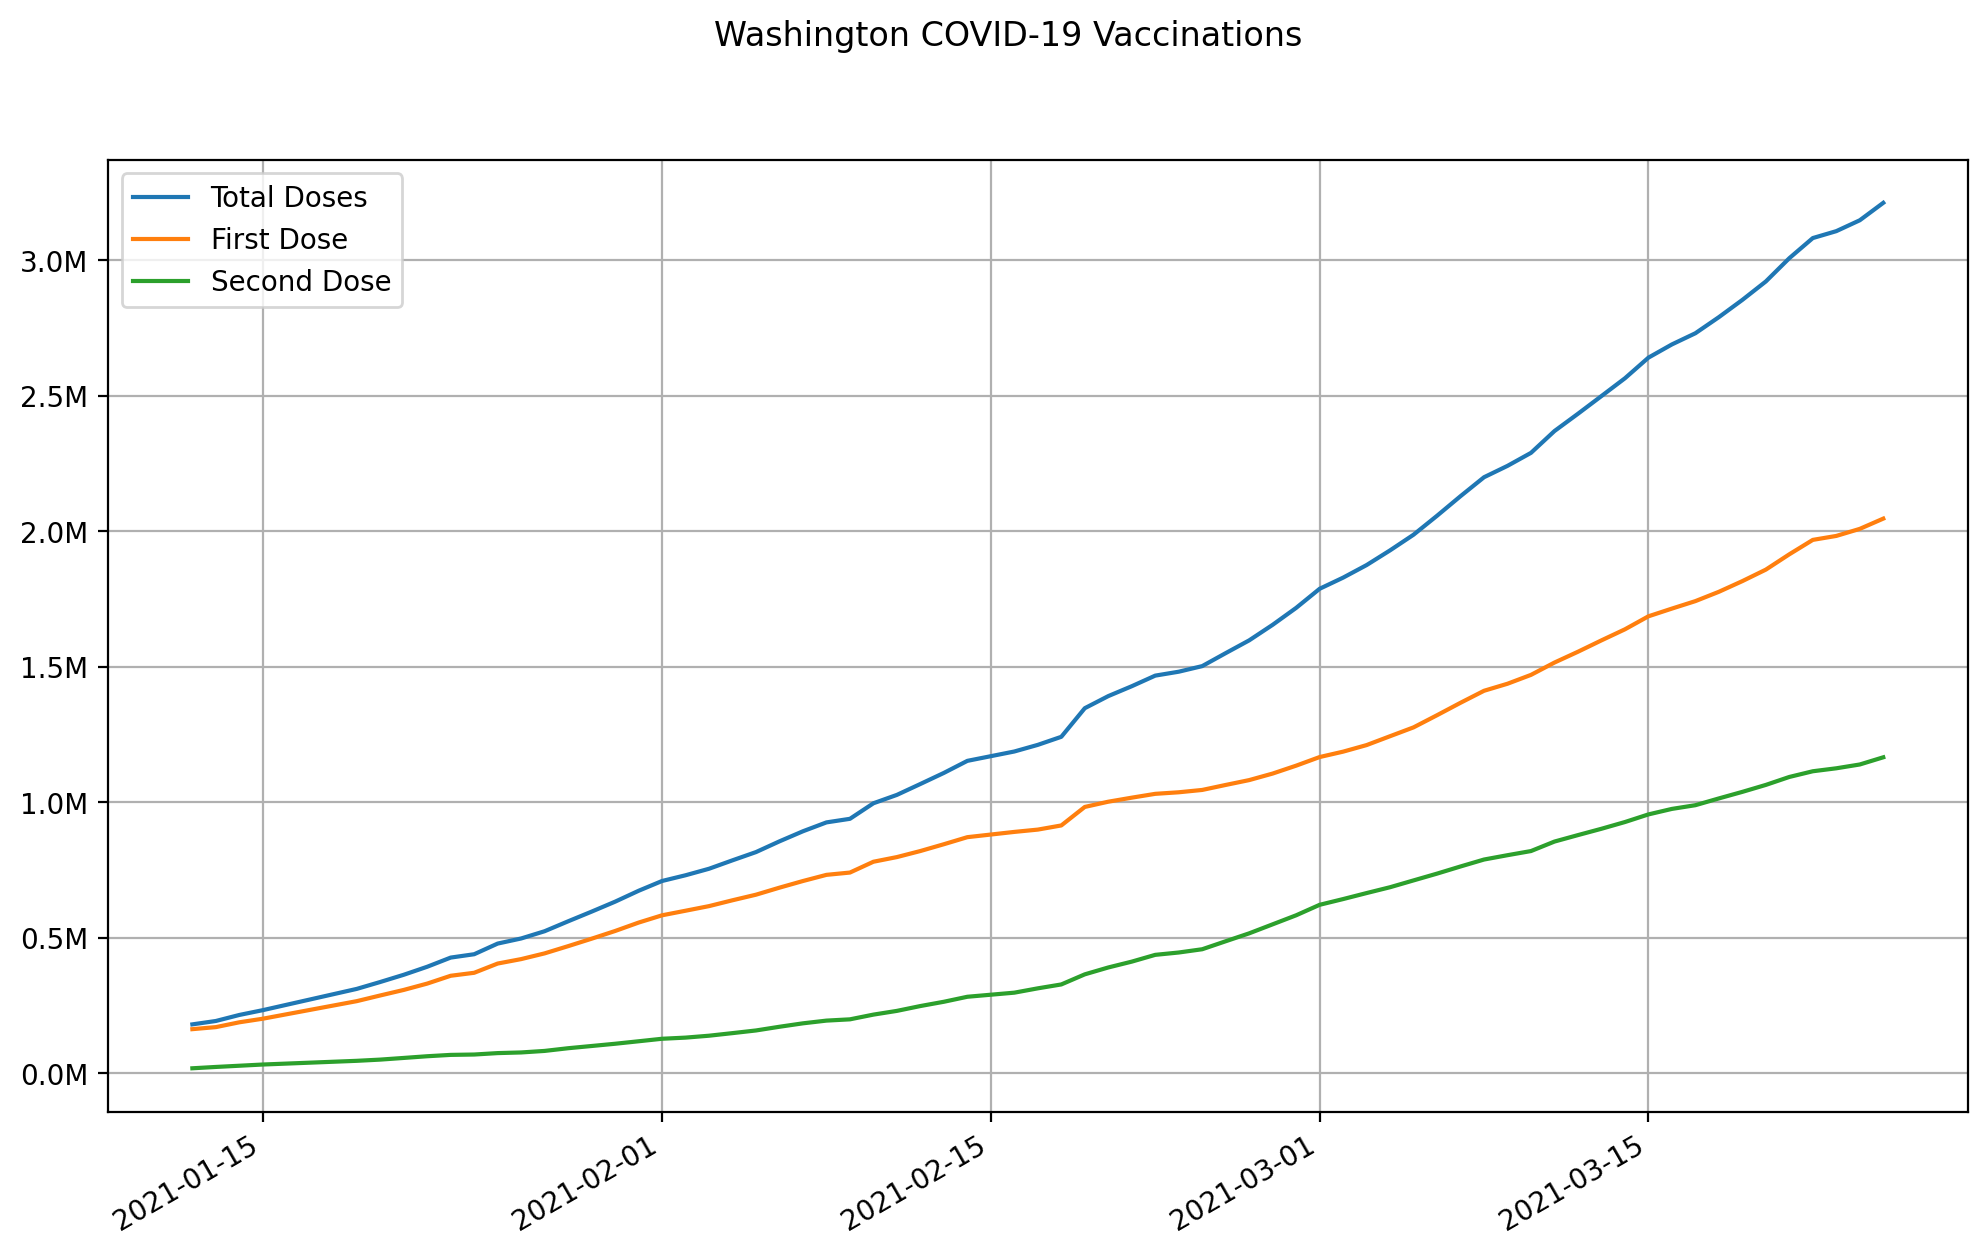 Washington COVID-19 Vaccinations
Total Doses
First Dose
Second Dose
3.0M
2.5M
2.0M
1.5M
1.0M
0.5M
0.0M
2021-01-15
2021-02-01
2021-02-15
2021-03-01
2021-03-15